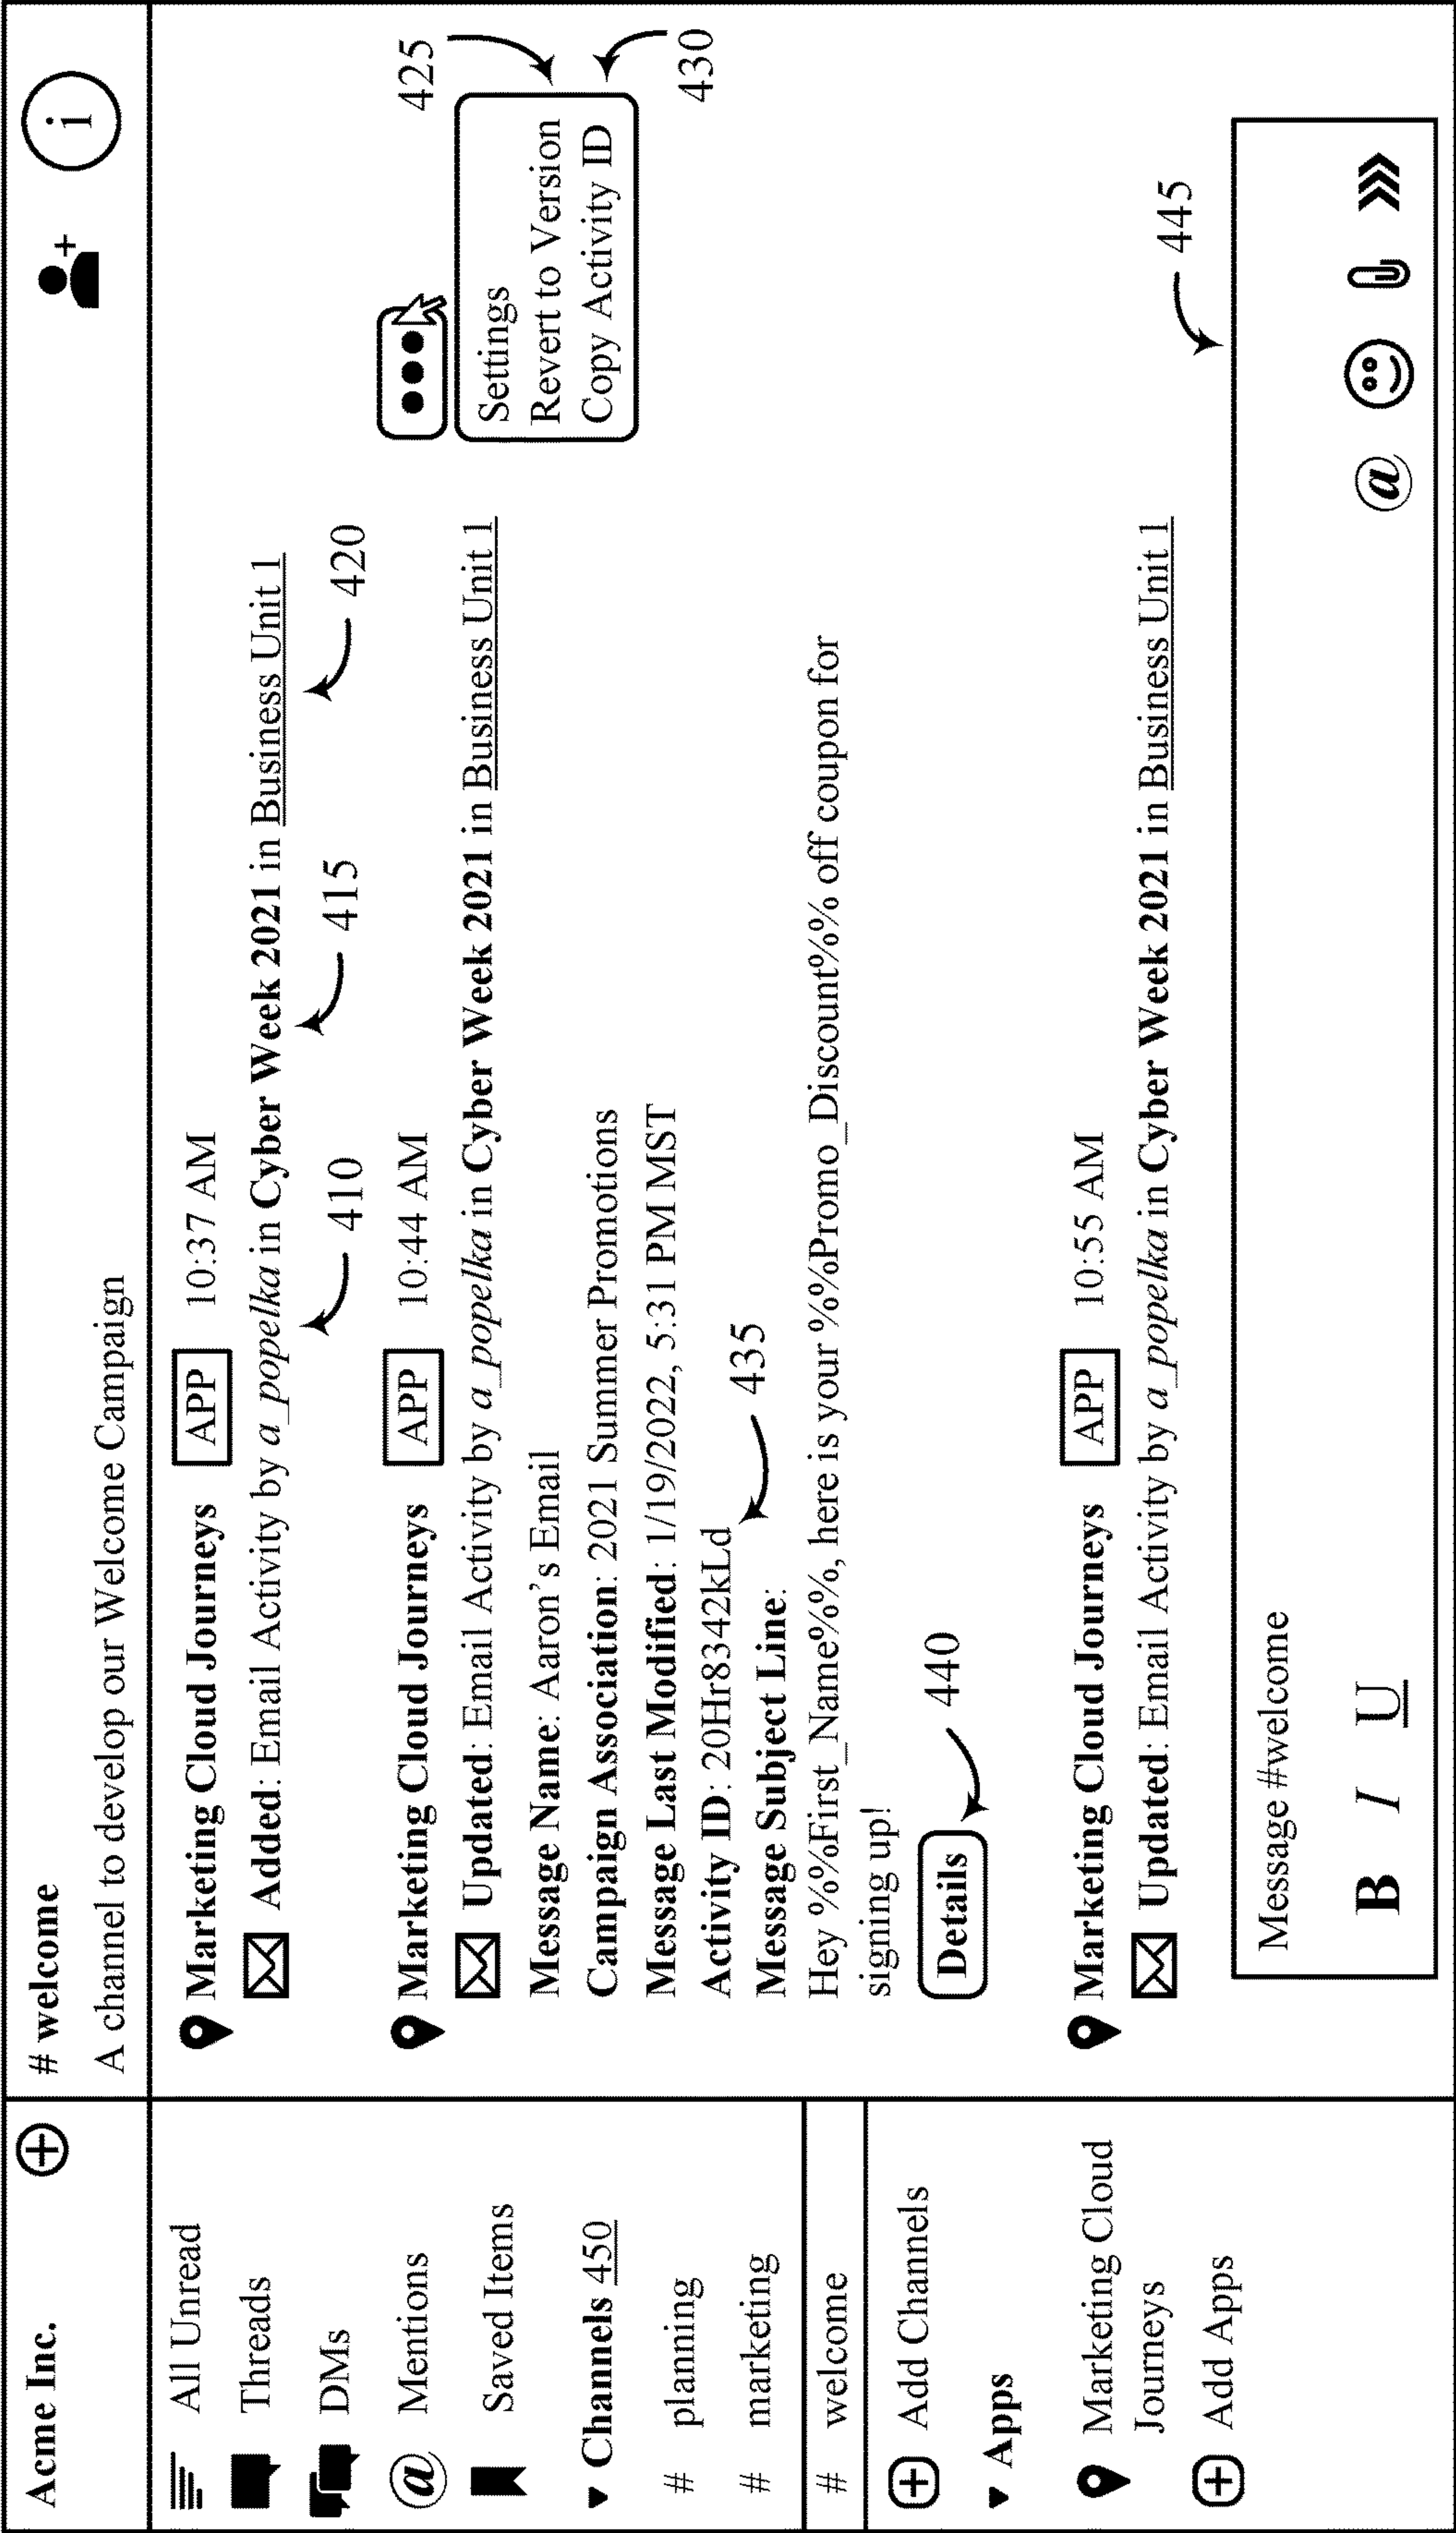 Acme Inc.
All Unread
Threads
DMs
@ Mentions
Saved Items
Channels 450
# planning
# marketing
# welcome
Add Channels
Apps
Marketing Cloud
Journeys
Add Apps
# welcome
A channel to develop our Welcome Campaign
i
Marketing Cloud Journeys APP 10:37 AM
Added: Email Activity by a_popelka in Cyber Week 2021 in Business Unit 1
410
415
420
Marketing Cloud Journeys APP 10:44 AM
Updated: Email Activity by a_popelka in Cyber Week 2021 in Business Unit 1
Message Name: Aaron's Email
Campaign Association: 2021 Summer Promotions
Message Last Modified: 1/19/2022, 5:31 PM MST
Activity ID: 20Hr8342kLd
435
Message Subject Line:
Hey %%First_Name%%, here is your %%Promo_Discount%% off coupon for
signing up!
Details
440
425
Settings
Revert to Version
Copy Activity ID
430
Marketing Cloud Journeys APP 10:55 AM
Updated: Email Activity by a_popelka in Cyber Week 2021 in Business Unit 1
445
Message #welcome
B I U @